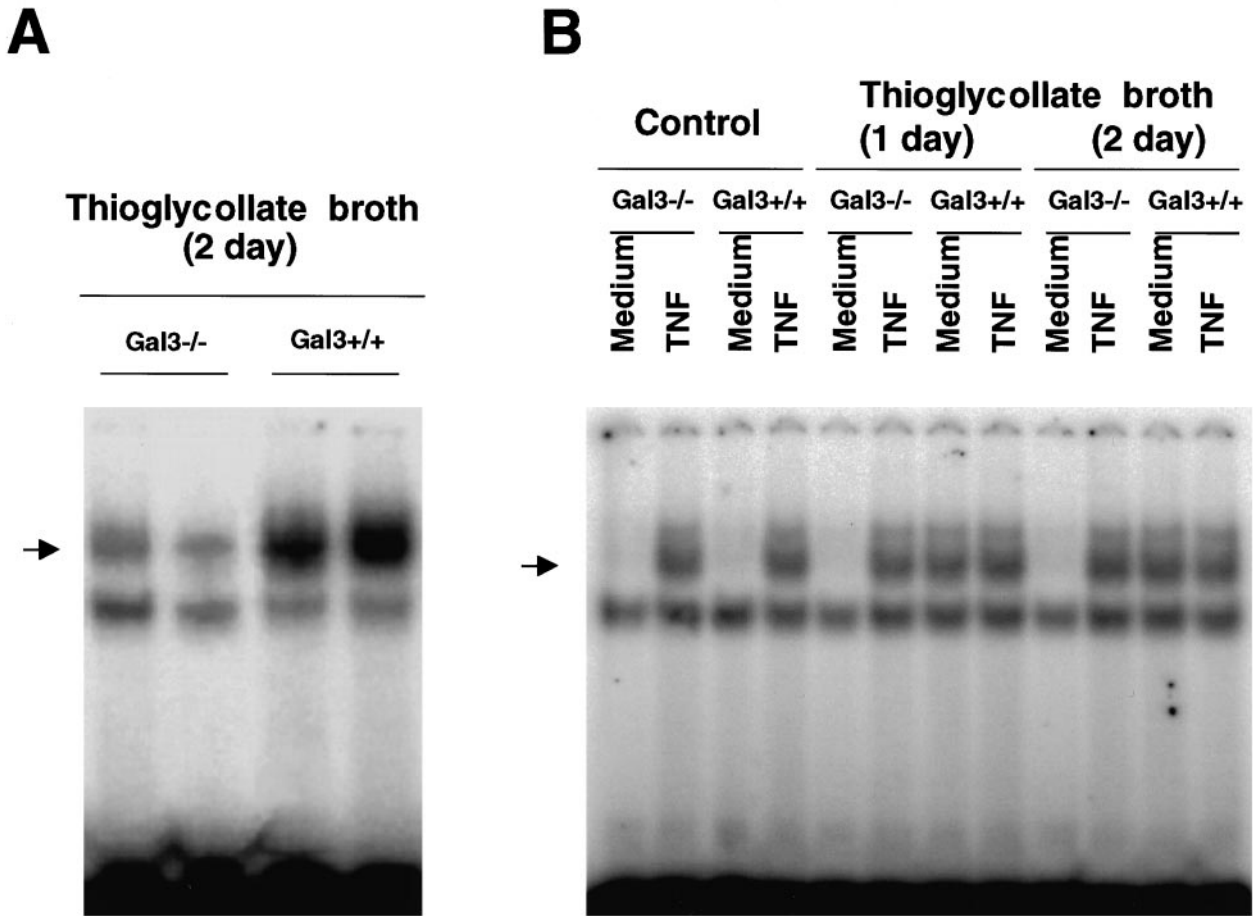 A
B
Thioglycollate broth
(2 day)
Gal3-/- Gal3+/+
Control
Thioglycollate broth
(1 day) (2 day)
Gal3-/- Gal3+/+ Gal3-/- Gal3+/+ Gal3-/- Gal3+/+
Medium TNF Medium TNF Medium TNF Medium TNF Medium TNF Medium TNF